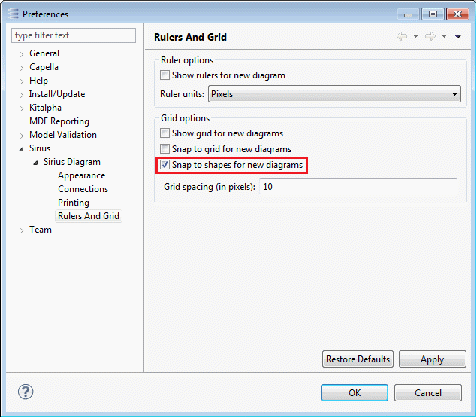 Preferences
type filter text
Rulers And Grid
General
Capella
Help
Install/Update
Kitalpha
MDE Reporting
Model Validation
Sirius
Sirius Diagram
Appearance
Connections
Printing
Rulers And Grid
Team
Ruler options
Show rulers for new diagram
Ruler units: Pixels
Grid options
Show grid for new diagrams
Snap to grid for new diagrams
Snap to shapes for new diagrams
Grid spacing (in pixels): 10
Restore Defaults Apply
? OK Cancel